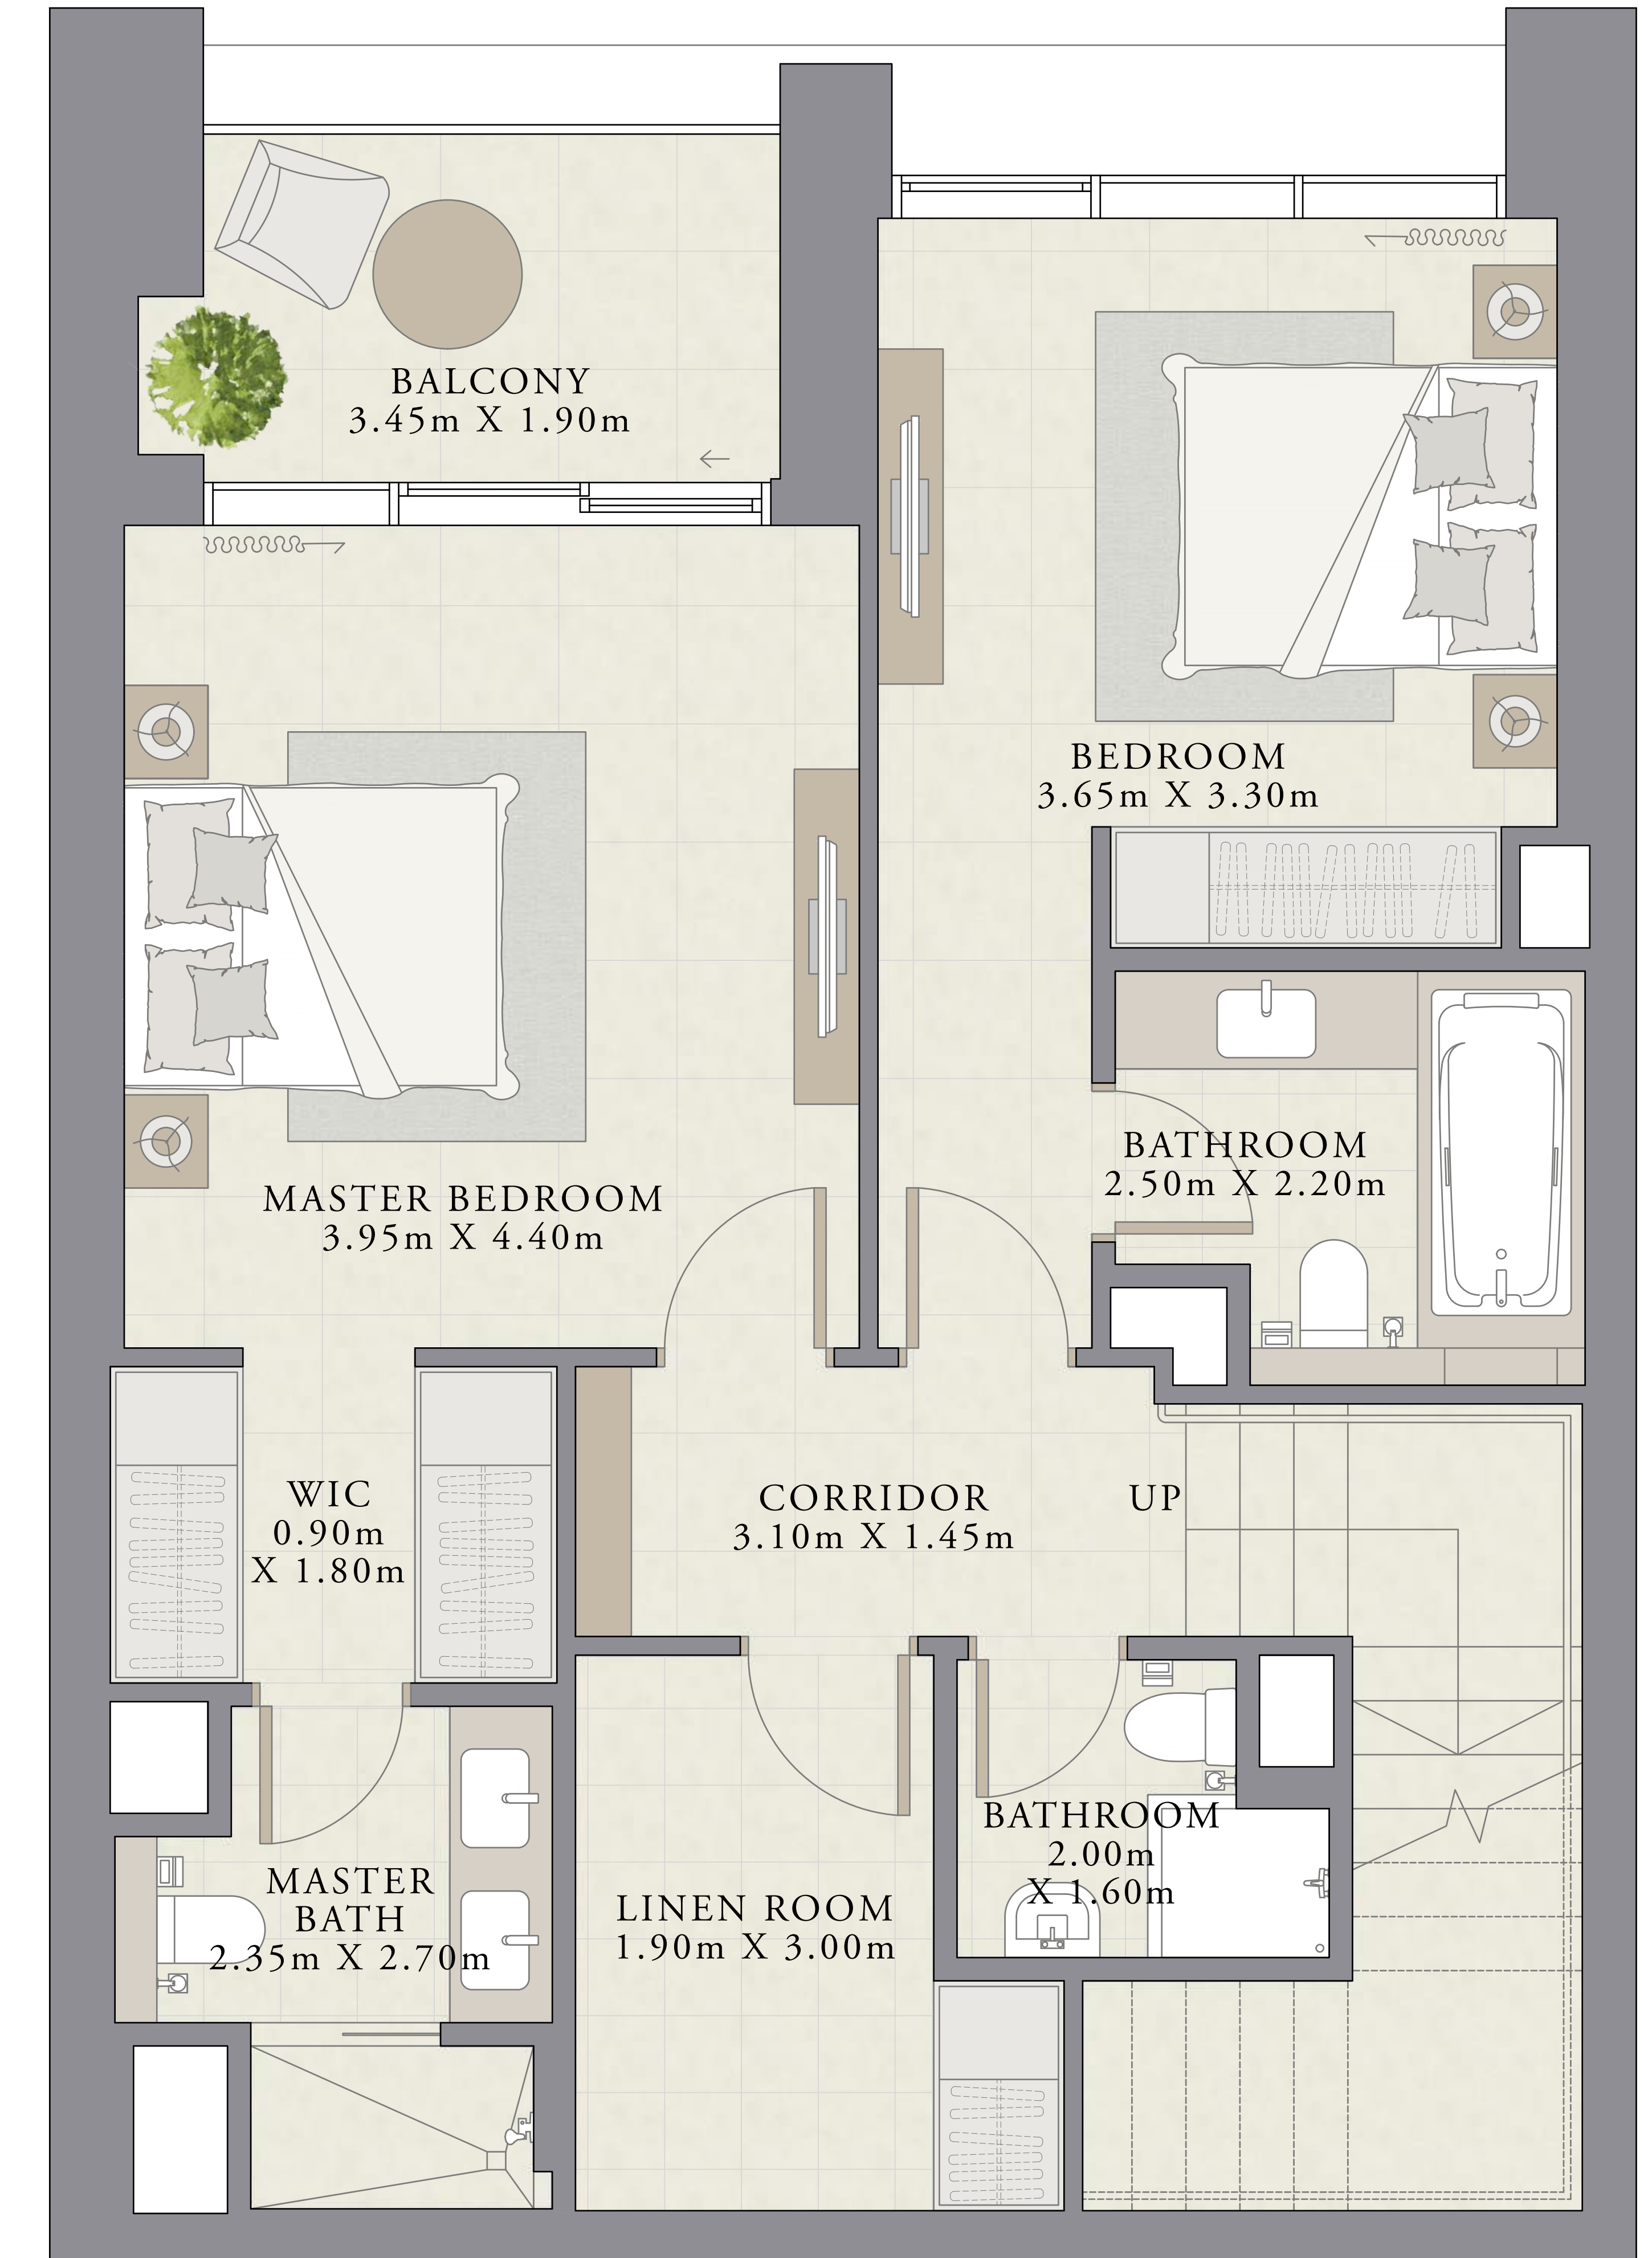 BALCONY
3.45m X 1.90m
BEDROOM
3.65m X 3.30m
BATHROOM
2.50m X 2.20m
MASTER BEDROOM
3.95m X 4.40m
WIC
0.90m
X 1.80m
CORRIDOR
3.10m X 1.45m
UP
BATHROOM
2.00m
X 1.60m
MASTER
BATH
2.35m X 2.70m
LINEN ROOM
1.90m X 3.00m